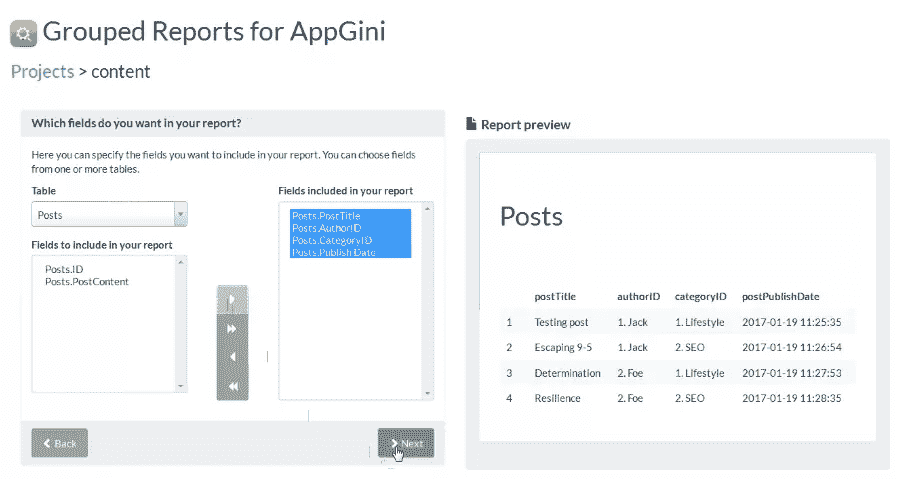 Grouped Reports for AppGini
Projects > content
Which fields do you want in your report?
Here you can specify the fields you want to include in your report. You can choose fields
from one or more tables.
Table
Posts
Fields to include in your report
Posts.ID
Posts.PostContent
Fields included in your report
Posts.PostTitle
Posts.AuthorID
Posts.CategoryID
Posts.Publish Date
Back
Next
Report preview
Posts
postTitle authorID categoryID postPublishDate
1 Testing post 1. Jack 1. Lifestyle 2017-01-19 11:25:35
2 Escaping 9-5 1. Jack 2. SEO 2017-01-19 11:26:54
3 Determination 2. Foe 1. Lifestyle 2017-01-19 11:27:53
4 Resilience 2. Foe 2. SEO 2017-01-19 11:28:35